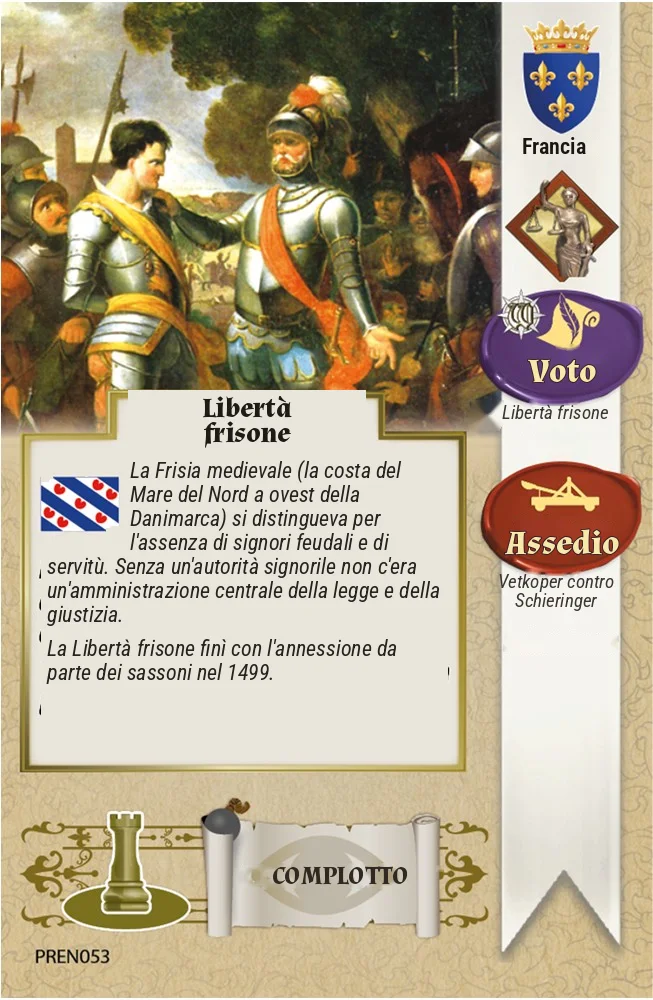 Francia
Voto
Libertà frisone
Assedio
Vetkoper contro
Schieringer
Libertà
frisone
La Frisia medievale (la costa del
Mare del Nord a ovest della
Danimarca) si distingueva per
l'assenza di signori feudali e di
servitù. Senza un'autorità signorile non c'era
un'amministrazione centrale della legge e della
giustizia.
La Libertà frisone finì con l'annessione da
parte dei sassoni nel 1499.
COMPLOTTO
PREN053